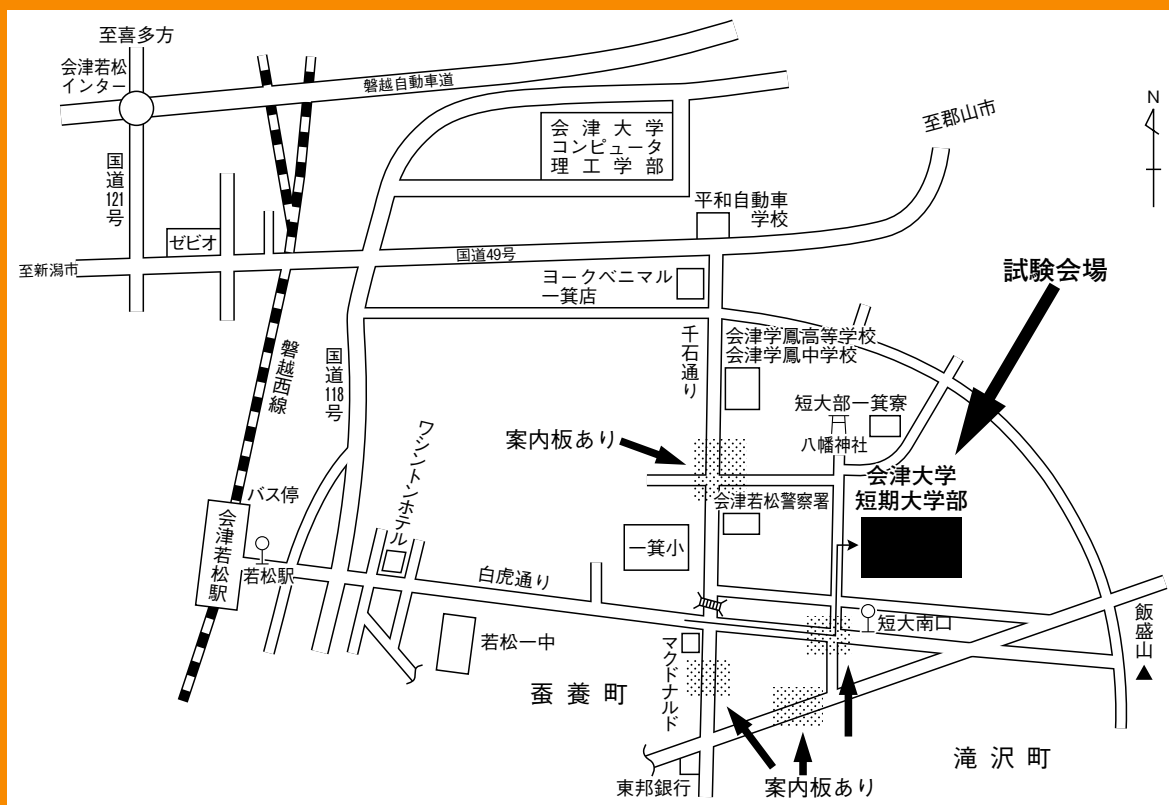 至喜多方
会津若松
インター
磐越自動車道
N
至郡山市
会津大学
コンピュータ
理工学部
国道121号
平和自動車
学校
ゼビオ
国道49号
至新潟市
試験会場
ヨークベニマル
一箕店
千石通り
会津学鳳高等学校
会津学鳳中学校
磐越西線
国道118号
短大部一箕寮
八幡神社
ワシントンホテル
案内板あり
会津大学
短期大学部
バス停
会津若松警察署
会津若松駅
一箕小
若松駅
白虎通り
短大南口
飯盛山
若松一中
マクドナルド
蚕養町
滝沢町
東邦銀行
案内板あり